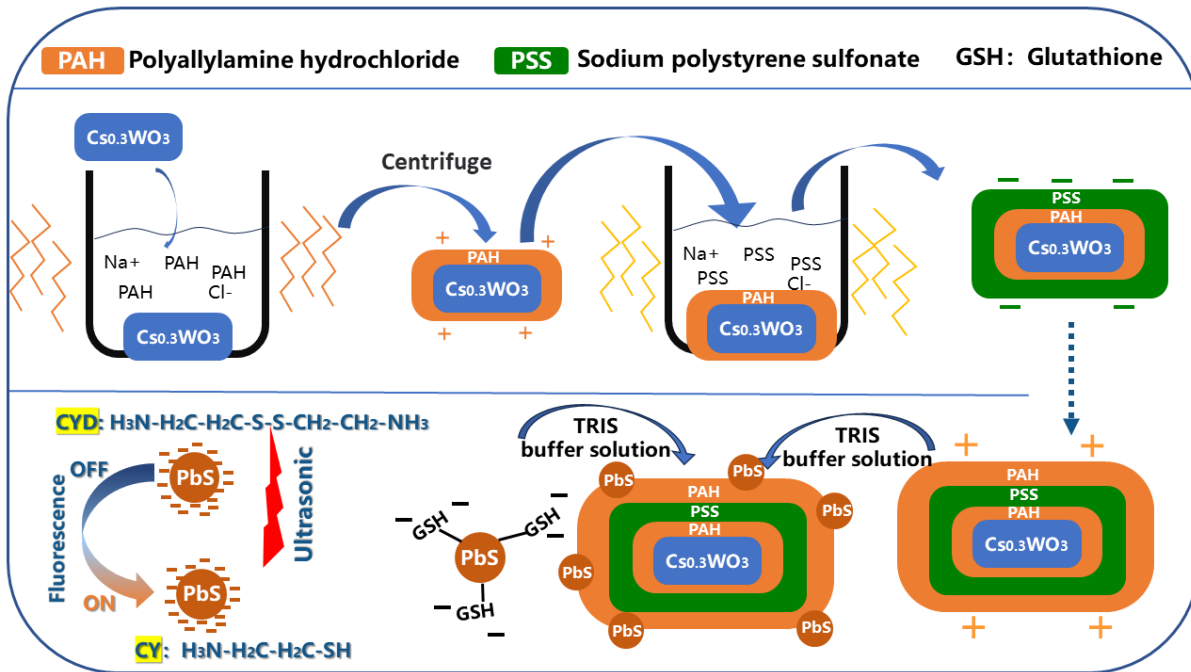 PAH Polyallylamine hydrochloride PSS Sodium polystyrene sulfonate GSH: Glutathione
Cs0.3WO3
Centrifuge
Na+ PAH PAH
PAH Cl-
Cs0.3WO3
+ +
PAH
Cs0.3WO3
+ +
Na+ PSS PSS
PSS Cl-
PAH
Cs0.3WO3
− − −
PSS
PAH
Cs0.3WO3
− −
CYD: H3N-H2C-H2C-S-S-CH2-CH2-NH3
Fluorescence
OFF
PbS
Ultrasonic
PbS
ON
CY: H3N-H2C-H2C-SH
TRIS
buffer solution
TRIS
buffer solution
GSH
GSH
PbS
GSH
PbS
PbS
PbS
PbS
PbS
PbS
PAH
PSS
PAH
Cs0.3WO3
+ +
PAH
PSS
PAH
Cs0.3WO3
+ +